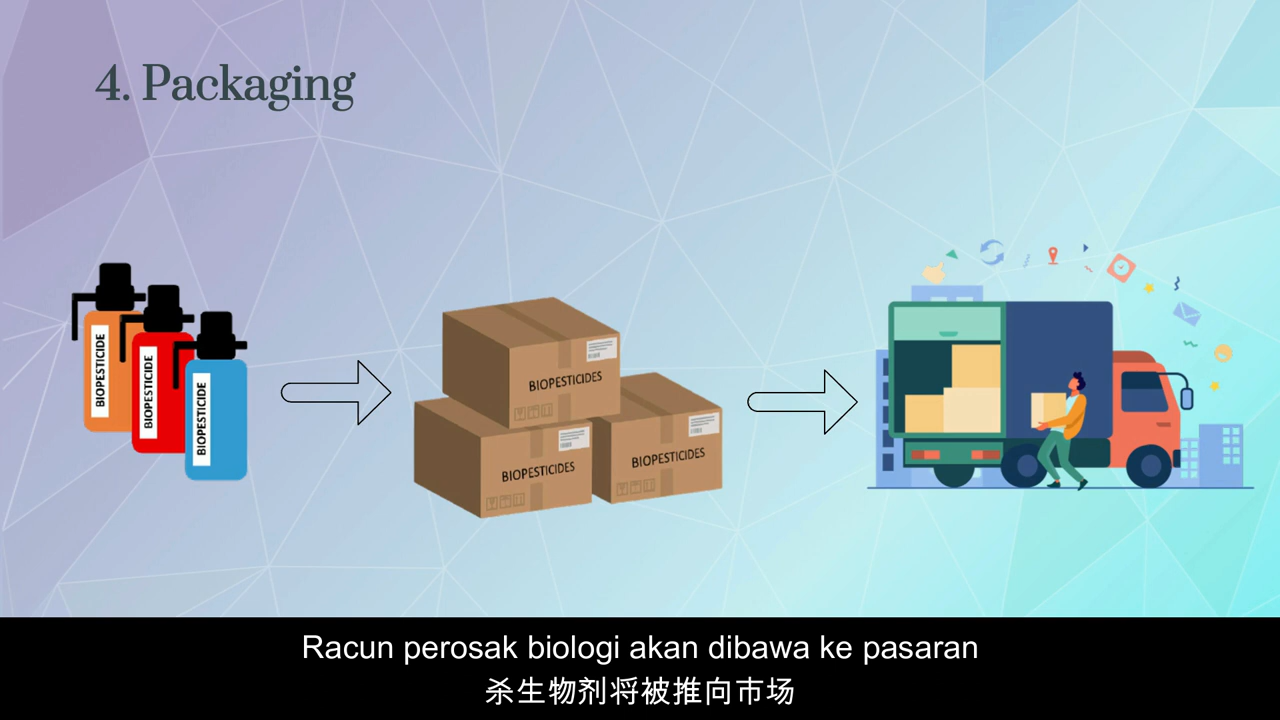 4. Packaging
BIOPESTICIDE
BIOPESTICIDE
BIOPESTICIDE
BIOPESTICIDES
BIOPESTICIDES
BIOPESTICIDES
Racun perosak biologi akan dibawa ke pasaran
杀生物剂将被推向市场